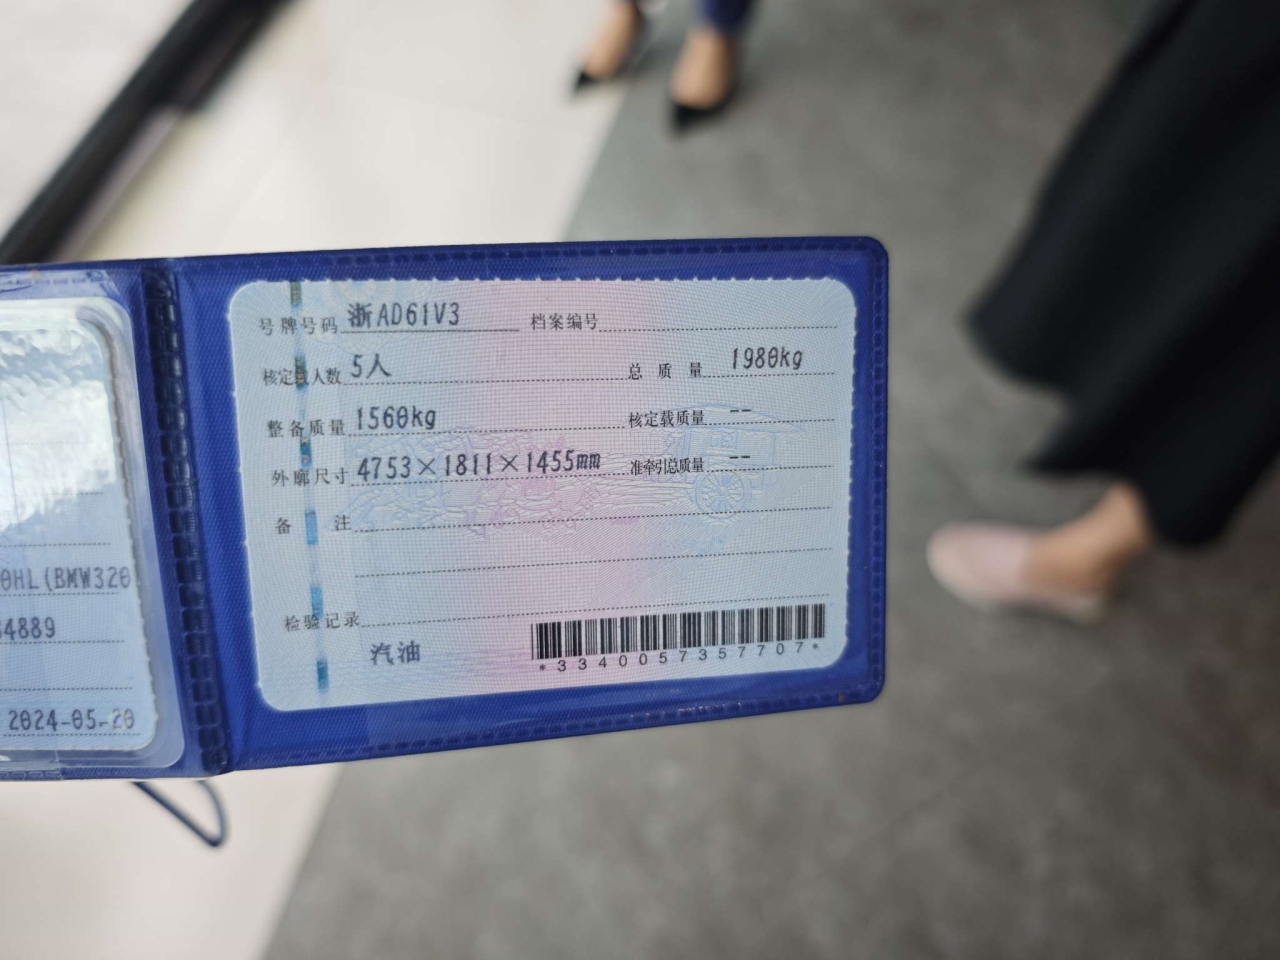 号牌号码 浙AD61V3 档案编号
核定 人数 5人 总质量 1980kg
整备质量 1560kg 核定载质量 --
外廓尺寸 4753×1811×1455mm 准牵引总质量 --
备注
检验记录
汽油
*3340057357707*
0HL(BMW320
4889
2024-05-20